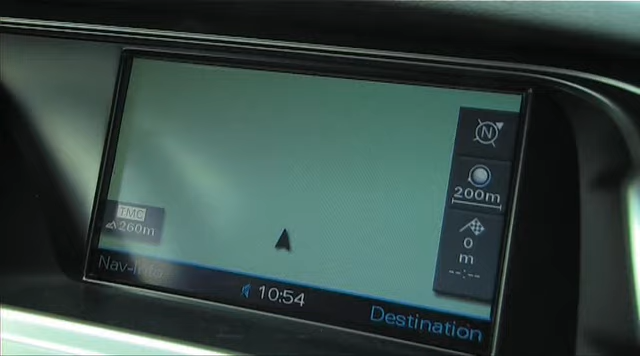 N
200m
TMC
260m
0
m
--:--
Nav-Info
10:54
Destination